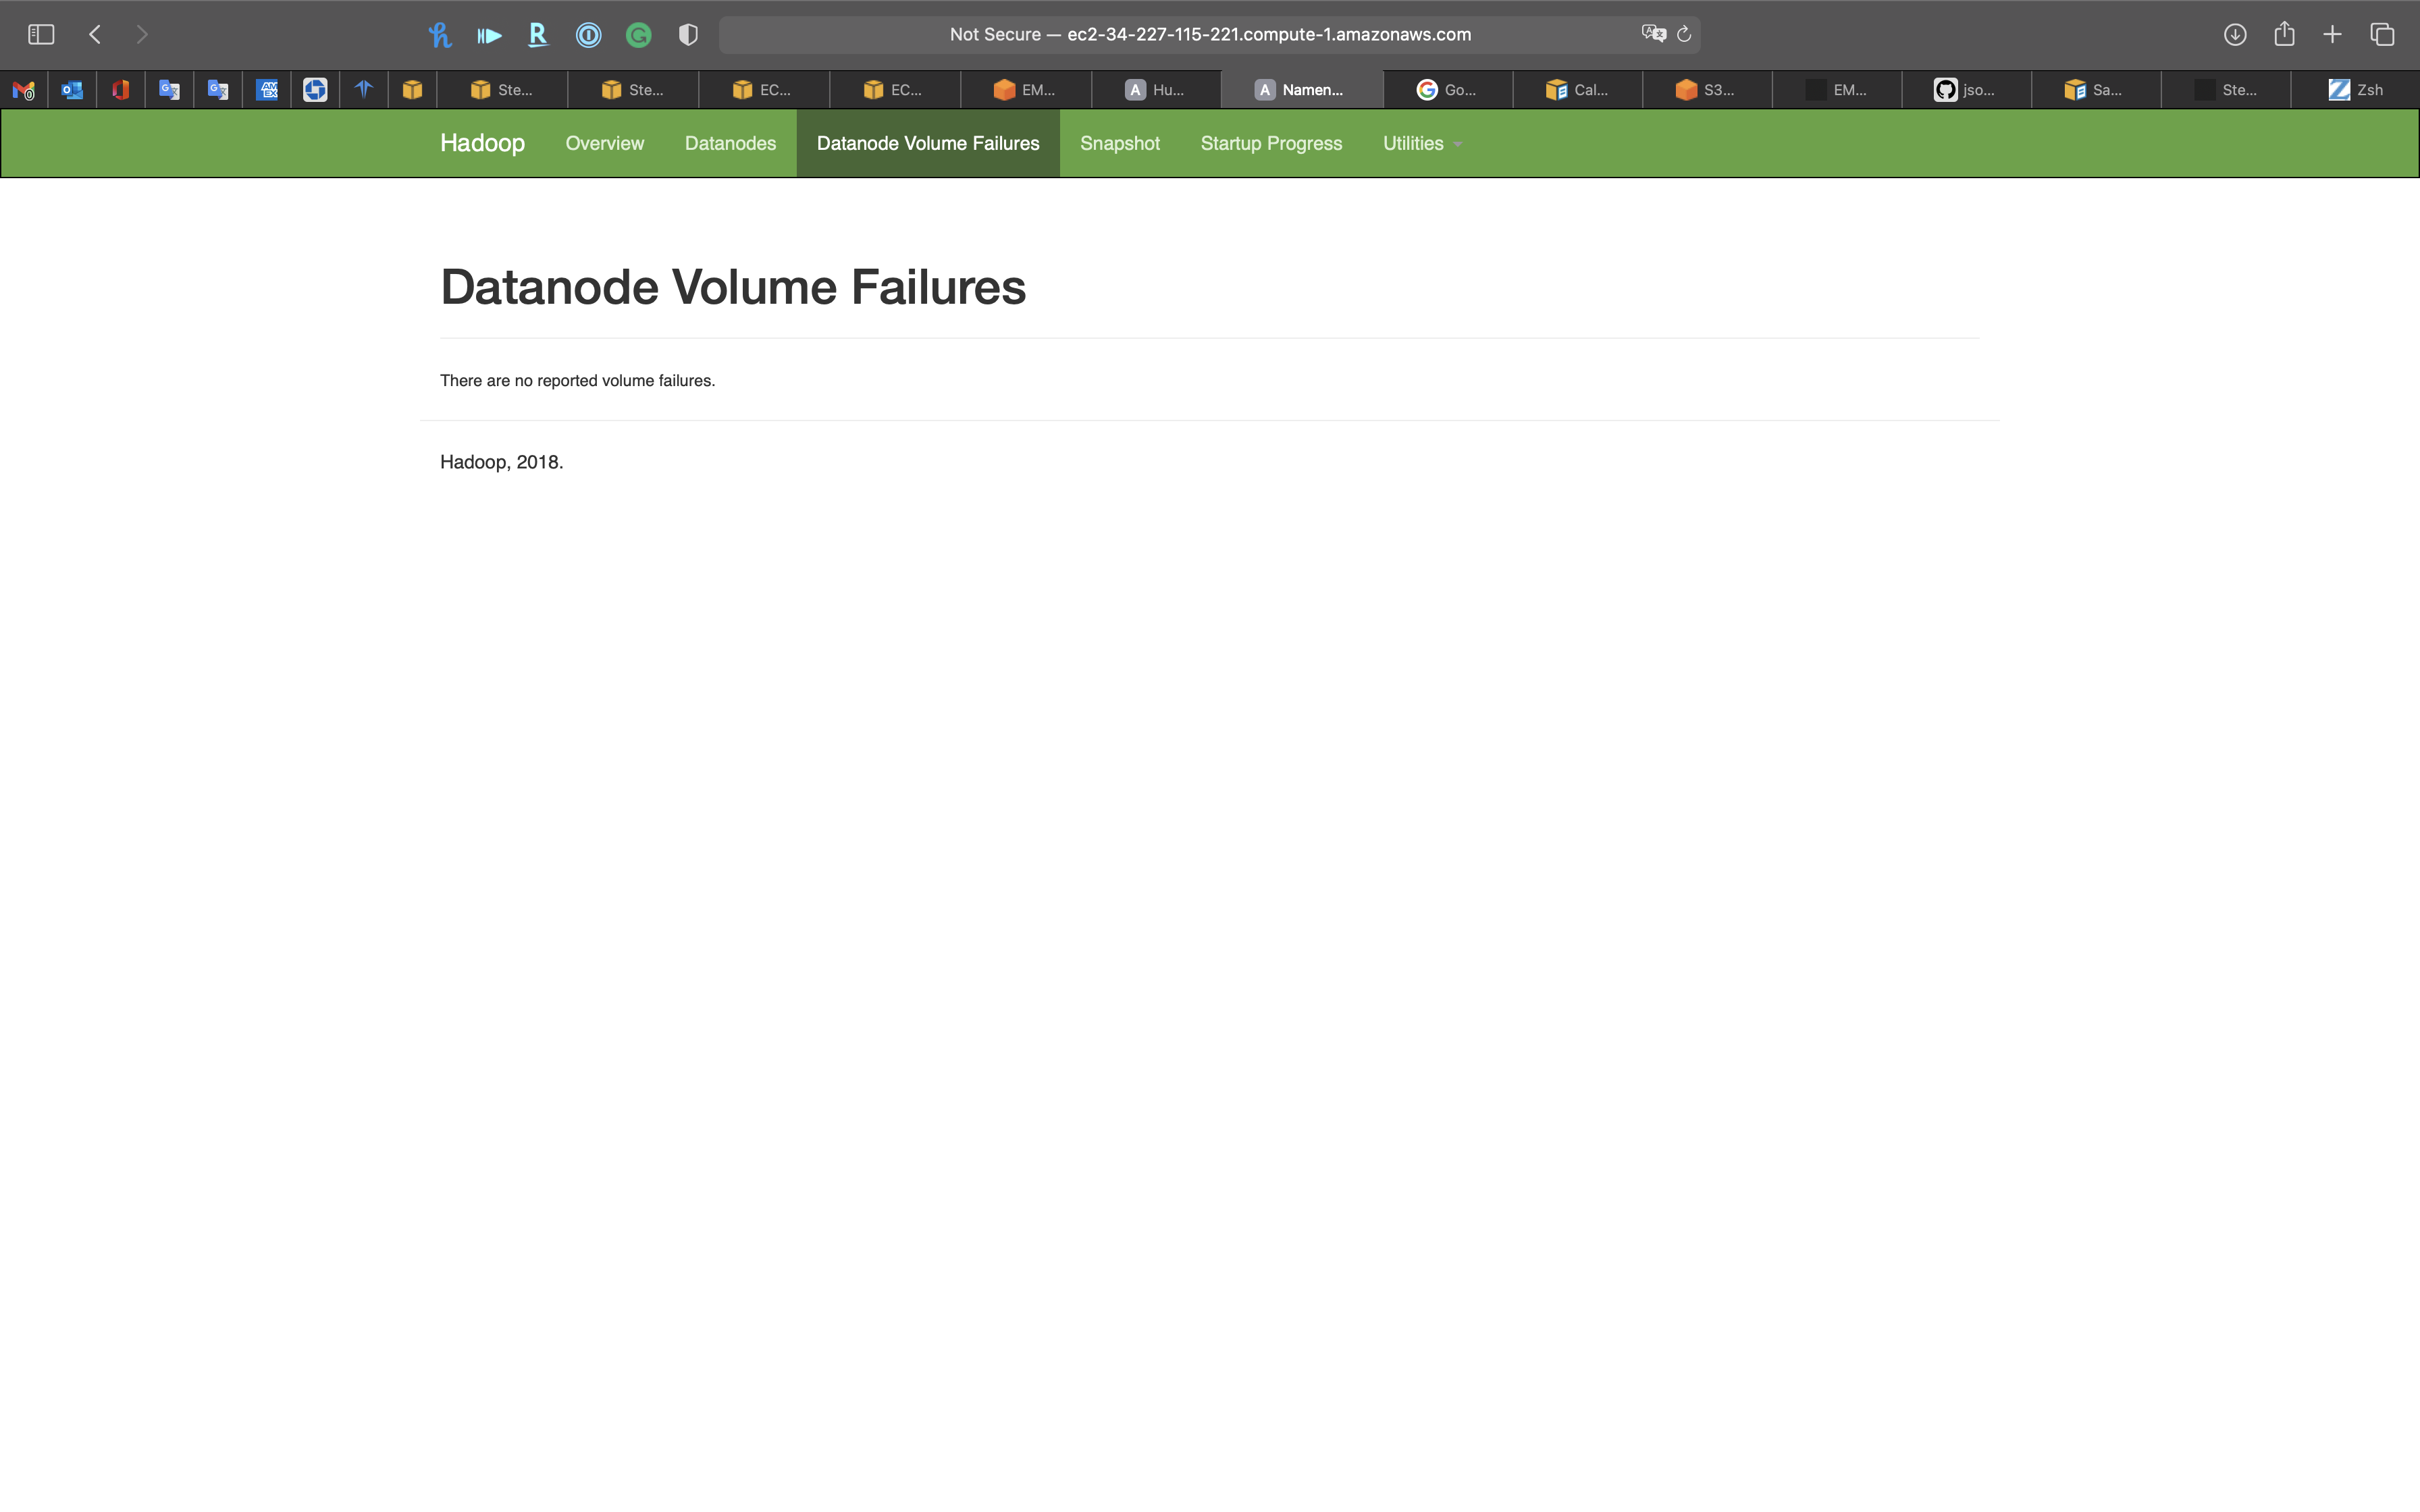 Not Secure — ec2-34-227-115-221.compute-1.amazonaws.com
Ste... Ste... EC... EC... EM... A Hu... A Namen... Go... Cal... S3... EM... jso... Sa... Ste... Zsh
Hadoop Overview Datanodes Datanode Volume Failures Snapshot Startup Progress Utilities
Datanode Volume Failures
There are no reported volume failures.
Hadoop, 2018.